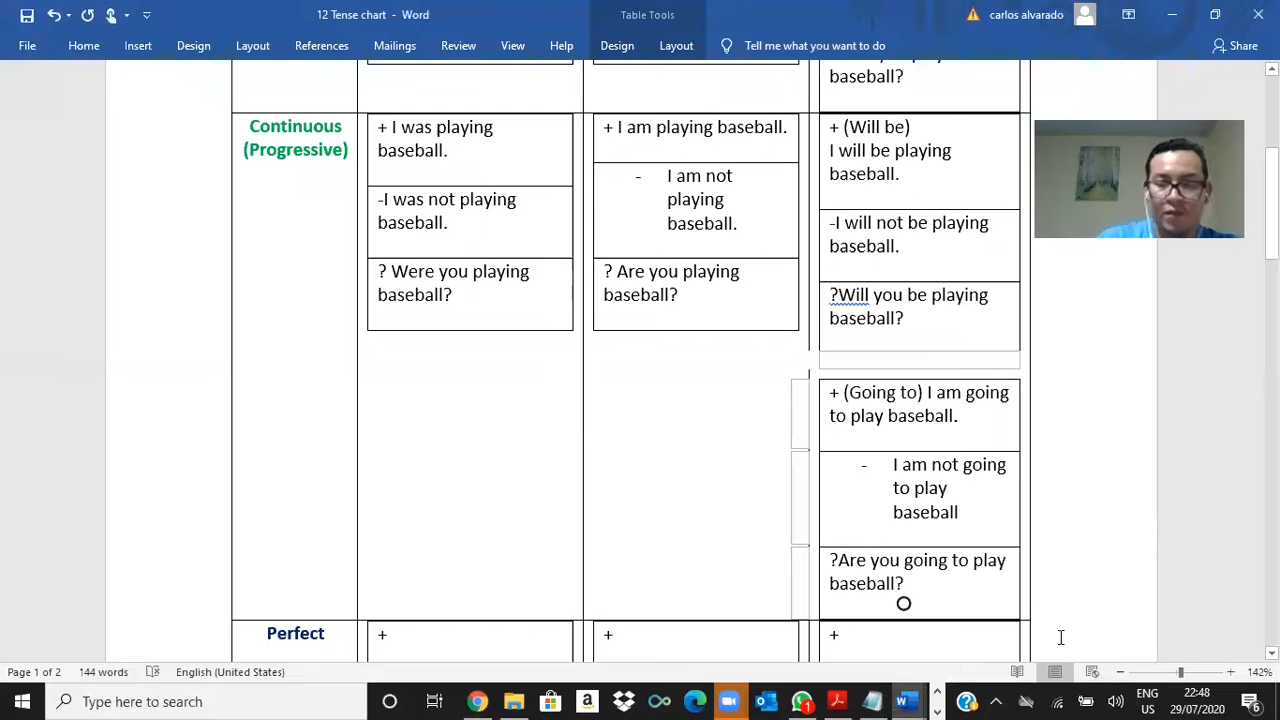 12 Tense chart - Word
Table Tools
carlos alvarado
File Home Insert Design Layout References Mailings Review View Help Design Layout Tell me what you want to do Share
baseball?
Continuous
(Progressive)
+ I was playing
baseball.
-I was not playing
baseball.
? Were you playing
baseball?
+ I am playing baseball.
- I am not
playing
baseball.
? Are you playing
baseball?
+ (Will be)
I will be playing
baseball.
-I will not be playing
baseball.
?Will you be playing
baseball?
+ (Going to) I am going
to play baseball.
- I am not going
to play
baseball
?Are you going to play
baseball?
Perfect
+
+
+
Page 1 of 2 144 words English (United States) 142%
Type here to search
ENG
US
22:48
29/07/2020
1
6